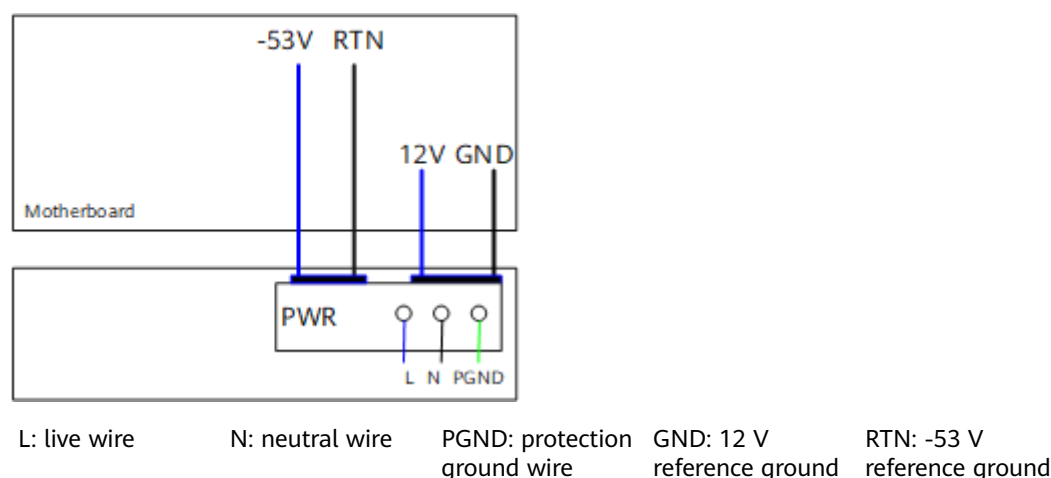 -53V RTN
12V GND
Motherboard
PWR
L N PGND
L: live wire
N: neutral wire
PGND: protection
ground wire
GND: 12 V
reference ground
RTN: -53 V
reference ground